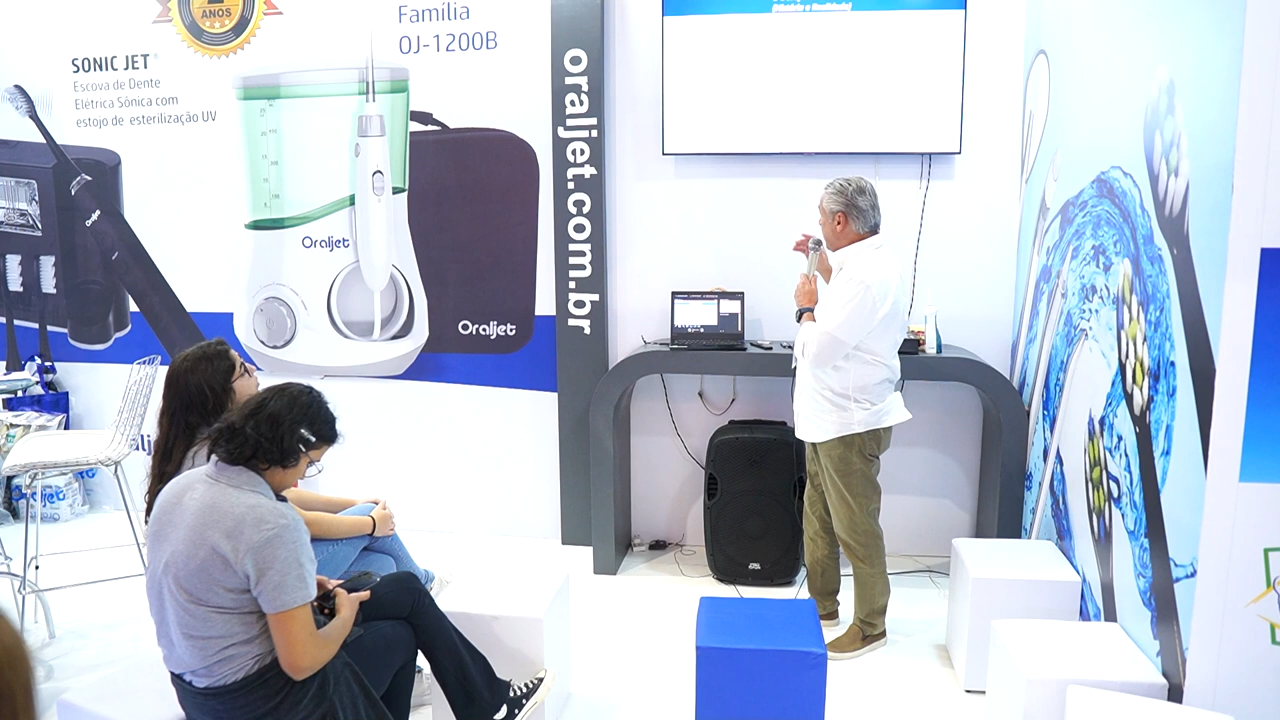 ANOS
SONIC JET
Escova de Dente
Elétrica Sônica com
estojo de esterilização UV
Família
OJ-1200B
Oraljet
Oraljet
Oraljet
oraljet.com.br
Oraljet